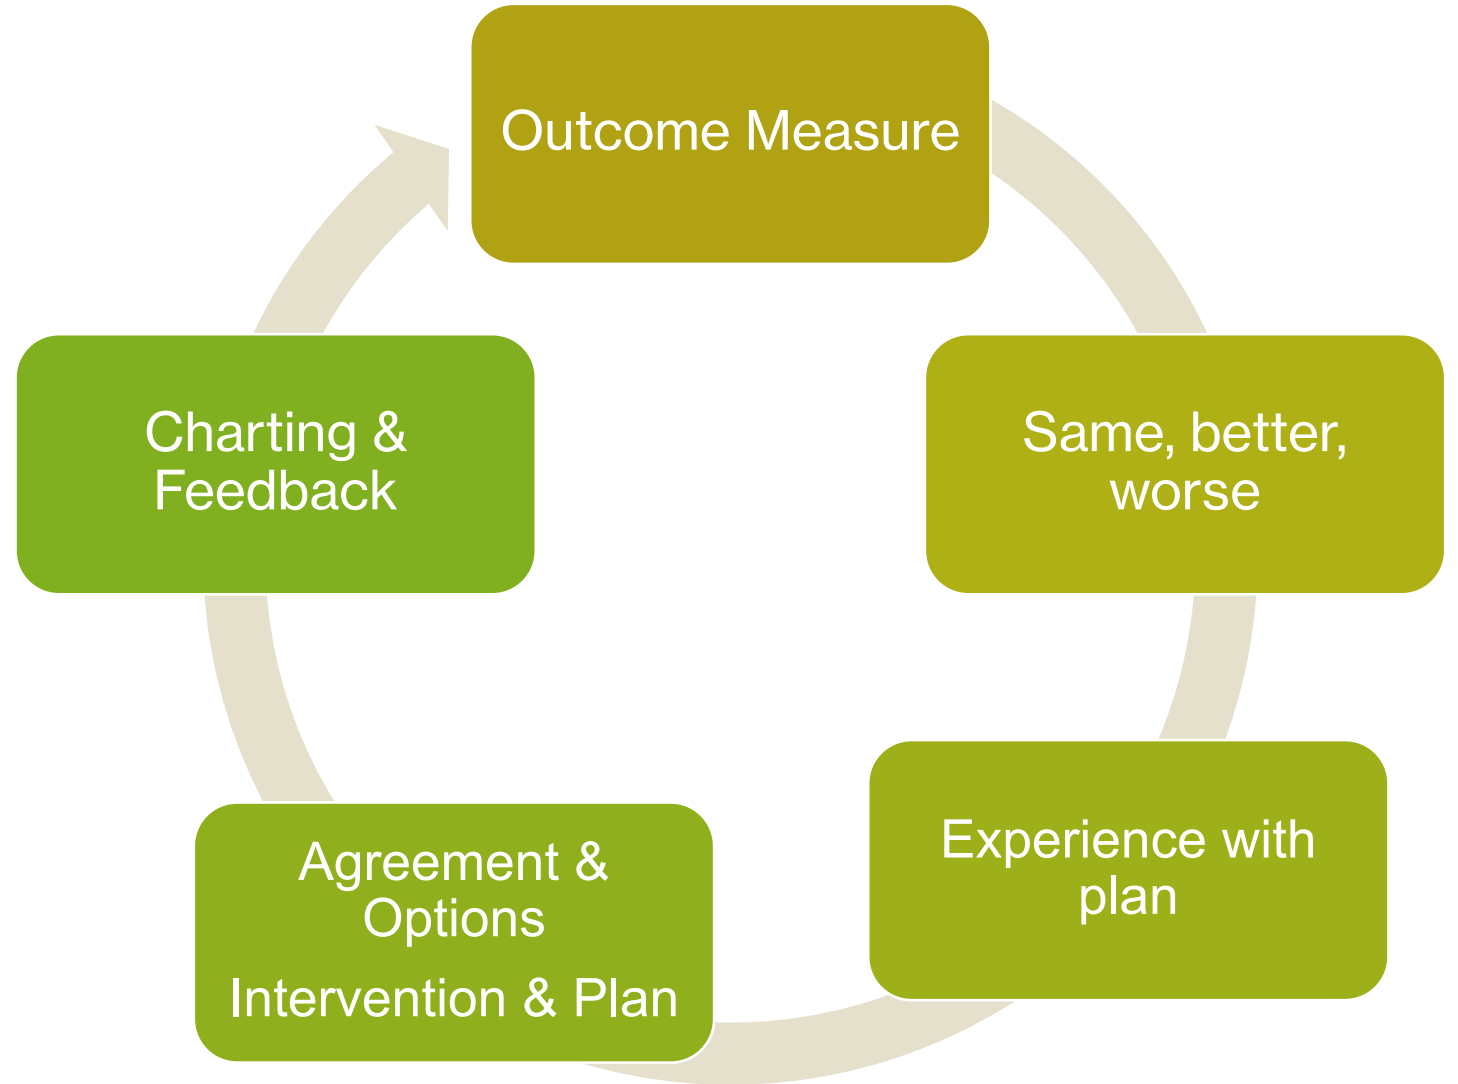 Outcome Measure
Same, better,
worse
Experience with
plan
Agreement &
Options
Intervention & Plan
Charting &
Feedback